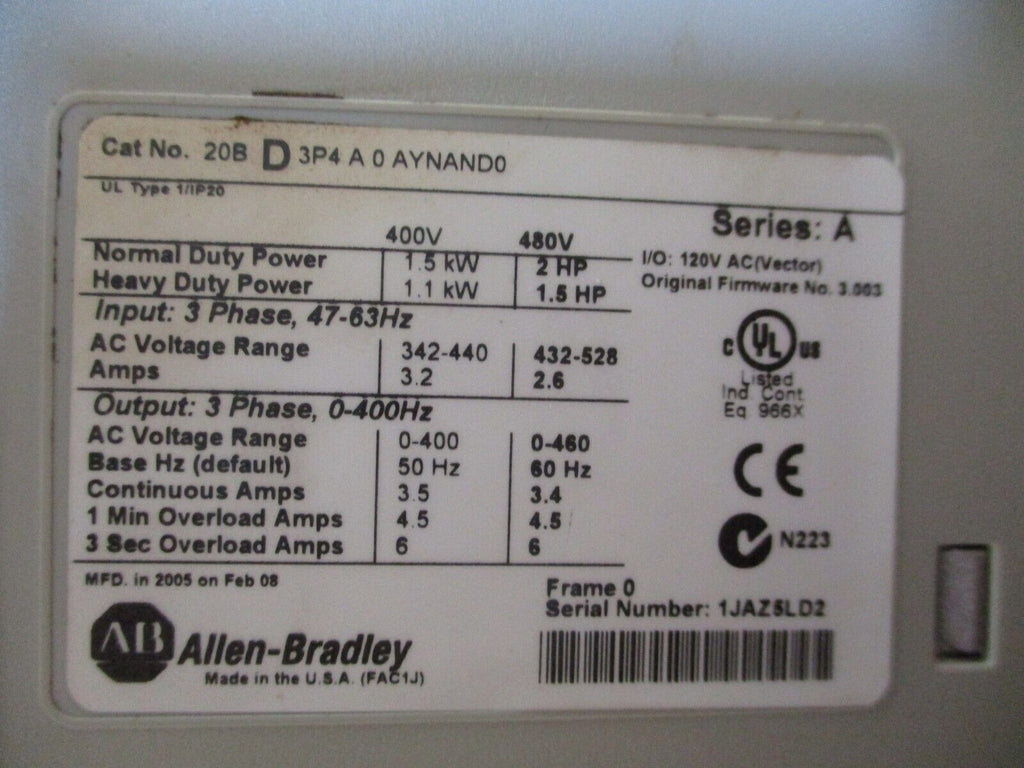 Cat No. 20B D 3P4 A 0 AYNAND0
UL Type 1/IP20
Series: A
400V 480V
I/O: 120V AC(Vector)
Normal Duty Power 1.5 kW 2 HP
Original Firmware No. 3.003
Heavy Duty Power 1.1 kW 1.5 HP
Input: 3 Phase, 47-63Hz
AC Voltage Range 342-440 432-528
Amps 3.2 2.6
C UL US
Listed
Ind. Cont.
Eq 966X
Output: 3 Phase, 0-400Hz
AC Voltage Range 0-400 0-460
Base Hz (default) 50 Hz 60 Hz
CE
Continuous Amps 3.5 3.4
1 Min Overload Amps 4.5 4.5
3 Sec Overload Amps 6 6
N223
MFD. in 2005 on Feb 08
Frame 0
Serial Number: 1JAZ5LD2
AB Allen-Bradley
Made in the U.S.A. (FAC1J)